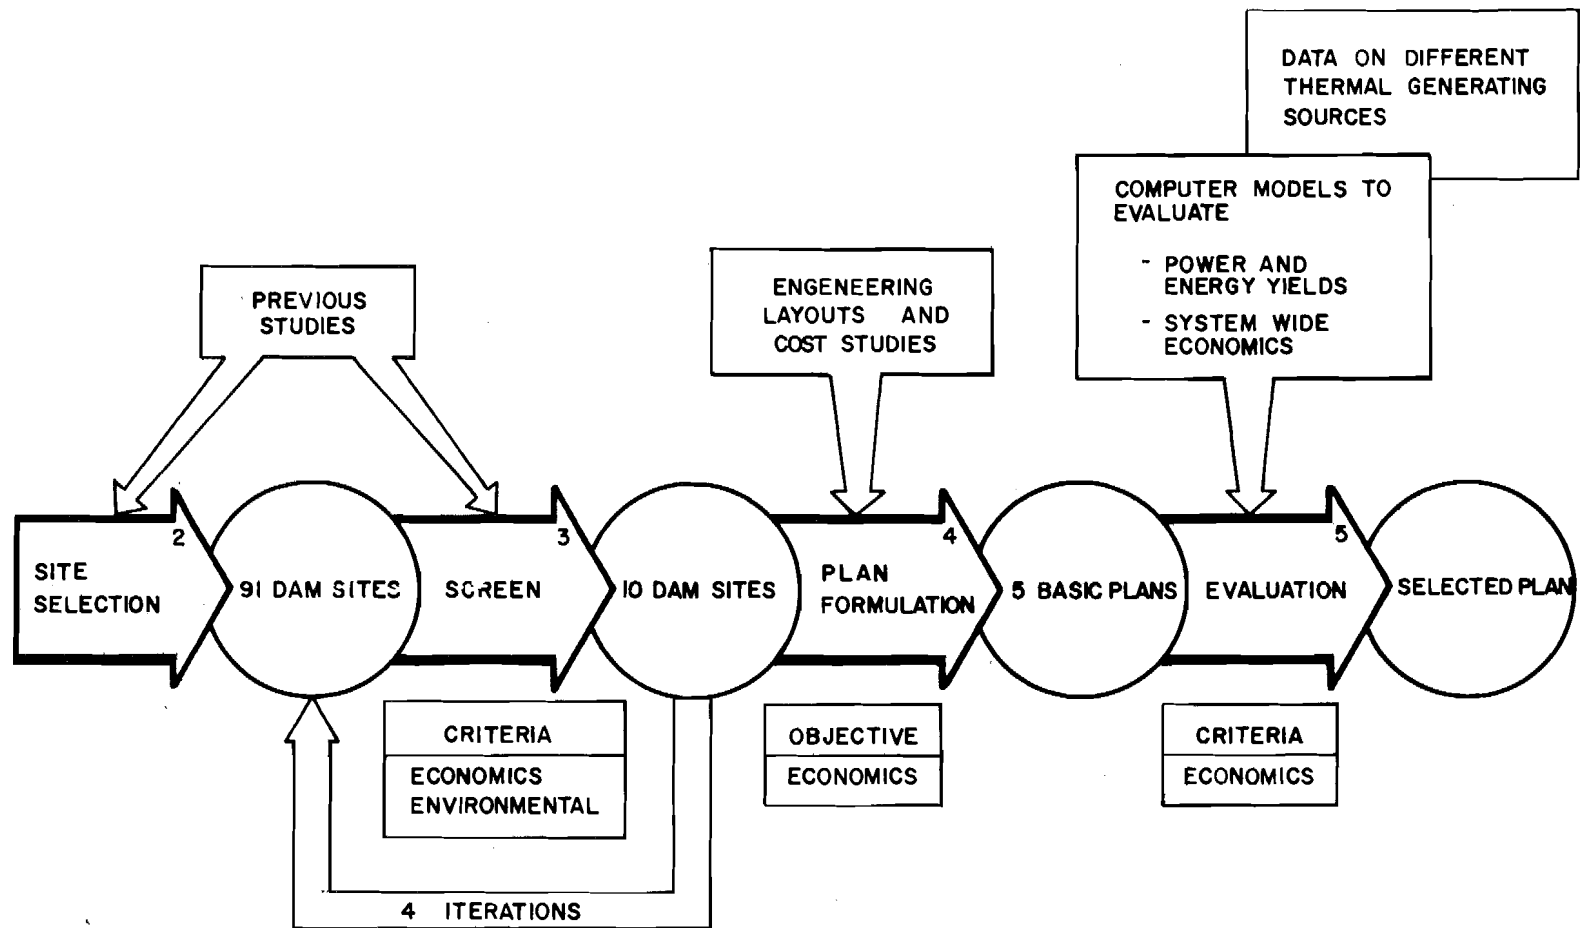 DATA ON DIFFERENT
THERMAL GENERATING
SOURCES
COMPUTER MODELS TO
EVALUATE
- POWER AND
ENERGY YIELDS
- SYSTEM WIDE
ECONOMICS
PREVIOUS
STUDIES
ENGENEERING
LAYOUTS AND
COST STUDIES
2
SITE
SELECTION
91 DAM SITES
3
SCREEN
10 DAM SITES
4
PLAN
FORMULATION
5 BASIC PLANS
5
EVALUATION
SELECTED PLAN
CRITERIA
ECONOMICS
ENVIRONMENTAL
OBJECTIVE
ECONOMICS
CRITERIA
ECONOMICS
4 ITERATIONS